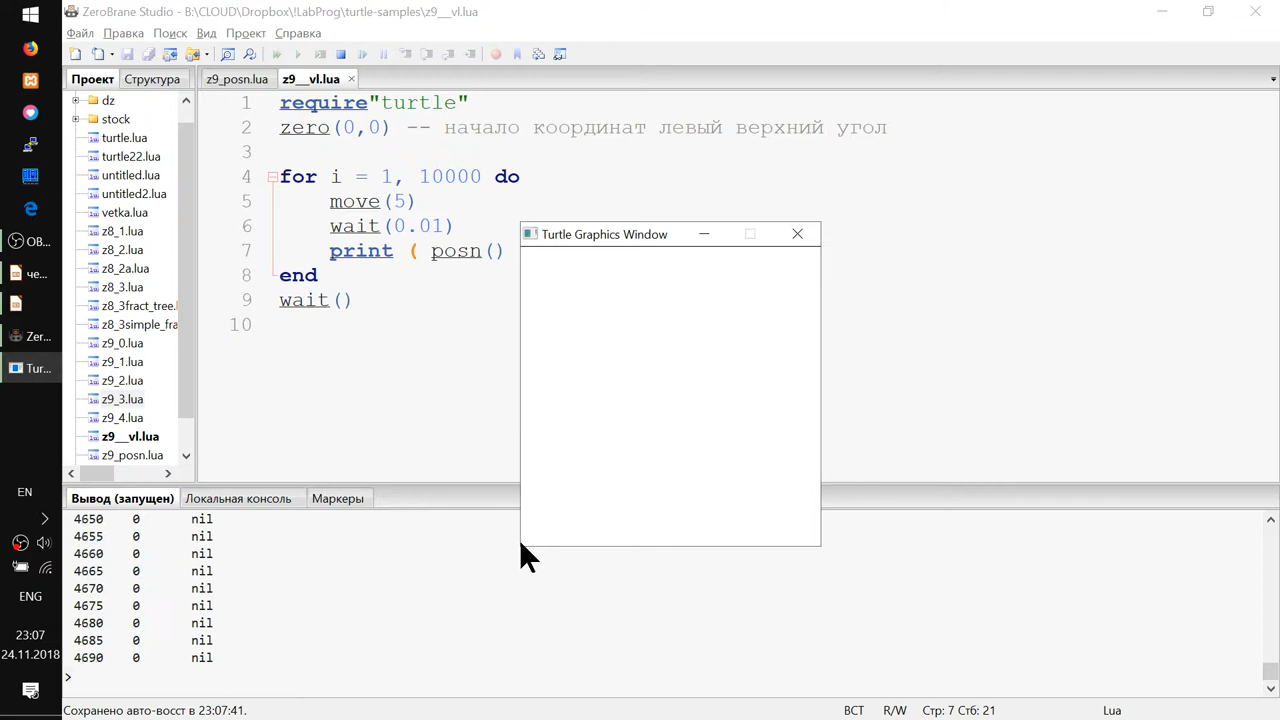 ZeroBrane Studio - B:\CLOUD\Dropbox\!LabProg\turtle-samples\z9__vl.lua
Файл Правка Поиск Вид Проект Справка
Проект Структура
z9_posn.lua z9__vl.lua
dz
stock
turtle.lua
turtle22.lua
untitled.lua
untitled2.lua
vetka.lua
z8_1.lua
z8_2.lua
z8_2a.lua
z8_3.lua
z8_3fract_tree.l
z8_3simple_fra
z9_0.lua
z9_1.lua
z9_2.lua
z9_3.lua
z9_4.lua
z9__vl.lua
z9_posn.lua
1 require"turtle"
2 zero(0,0) -- начало координат левый верхний угол
3
4 for i = 1, 10000 do
5 move(5)
6 wait(0.01)
7 print ( posn()
8 end
9 wait()
10
Turtle Graphics Window
Вывод (запущен) Локальная консоль Маркеры
4650 0 nil
4655 0 nil
4660 0 nil
4665 0 nil
4670 0 nil
4675 0 nil
4680 0 nil
4685 0 nil
4690 0 nil
>
Сохранено авто-восст в 23:07:41. ВСТ R/W Стр: 7 Стб: 21 Lua
OB...
че...
Zer...
Tur...
EN
ENG
23:07
24.11.2018